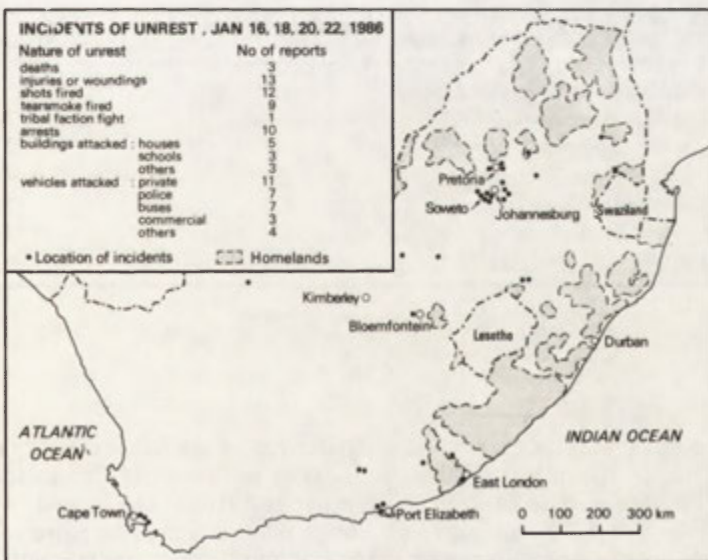 INCIDENTS OF UNREST, JAN 16, 18, 20, 22, 1986
Nature of unrest No of reports
deaths 3
injuries or woundings 13
shots fired 12
tearsmoke fired 9
tribal faction fight 1
arrests 10
buildings attacked : houses 5
schools 3
others 3
vehicles attacked : private 11
police 7
buses 7
commercial 3
others 4
• Location of incidents Homelands
Pretoria
Soweto
Johannesburg
Swaziland
Kimberley
Bloemfontein
Lesotho
Durban
ATLANTIC
OCEAN
INDIAN OCEAN
East London
Cape Town
Port Elizabeth
0 100 200 300 km